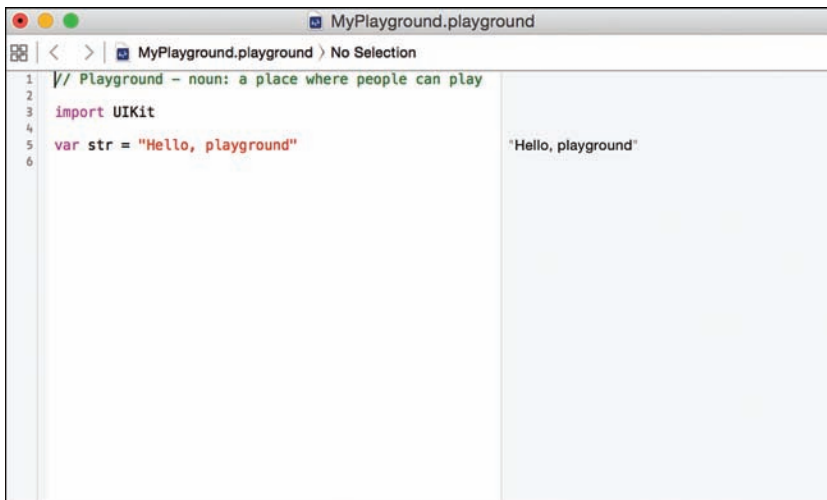 MyPlayground.playground
MyPlayground.playground 〉 No Selection
1 // Playground – noun: a place where people can play
2
3 import UIKit
4
5 var str = "Hello, playground" "Hello, playground"
6